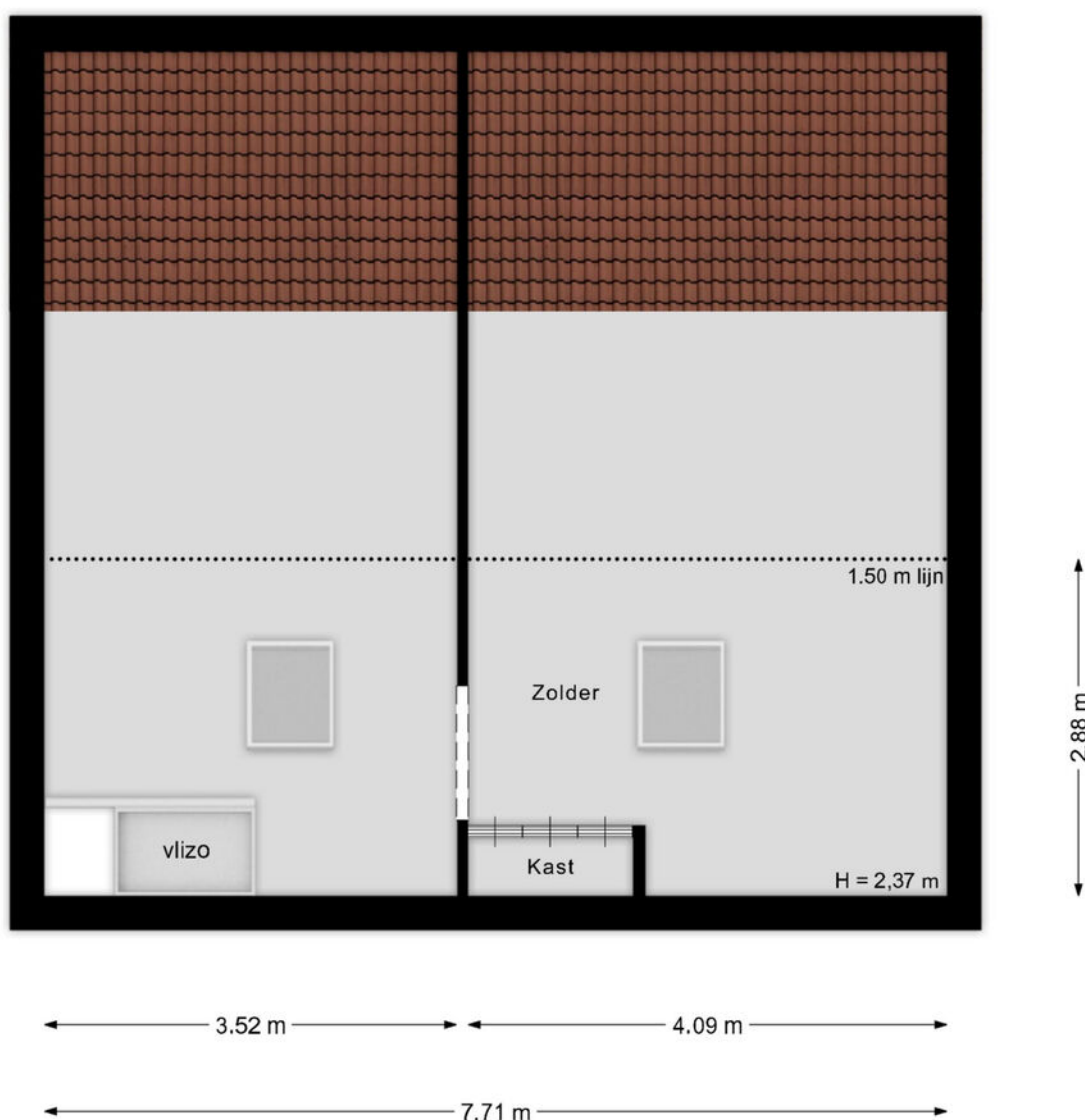 1.50 m lijn
Zolder
2.88 m
vlizo
Kast
H = 2,37 m
3.52 m
4.09 m
7.71 m